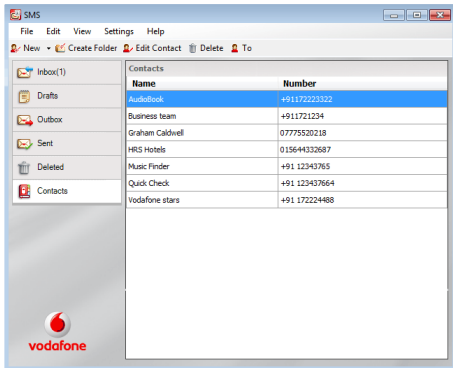 SMS
File Edit View Settings Help
New Create Folder Edit Contact Delete To
Inbox(1)
Drafts
Outbox
Sent
Deleted
Contacts
Contacts
Name Number
AudioBook +91172223322
Business team +911721234
Graham Caldwell 07775520218
HRS Hotels 015644332687
Music Finder +91 12343765
Quick Check +91 123437664
Vodafone stars +91 172224488
vodafone